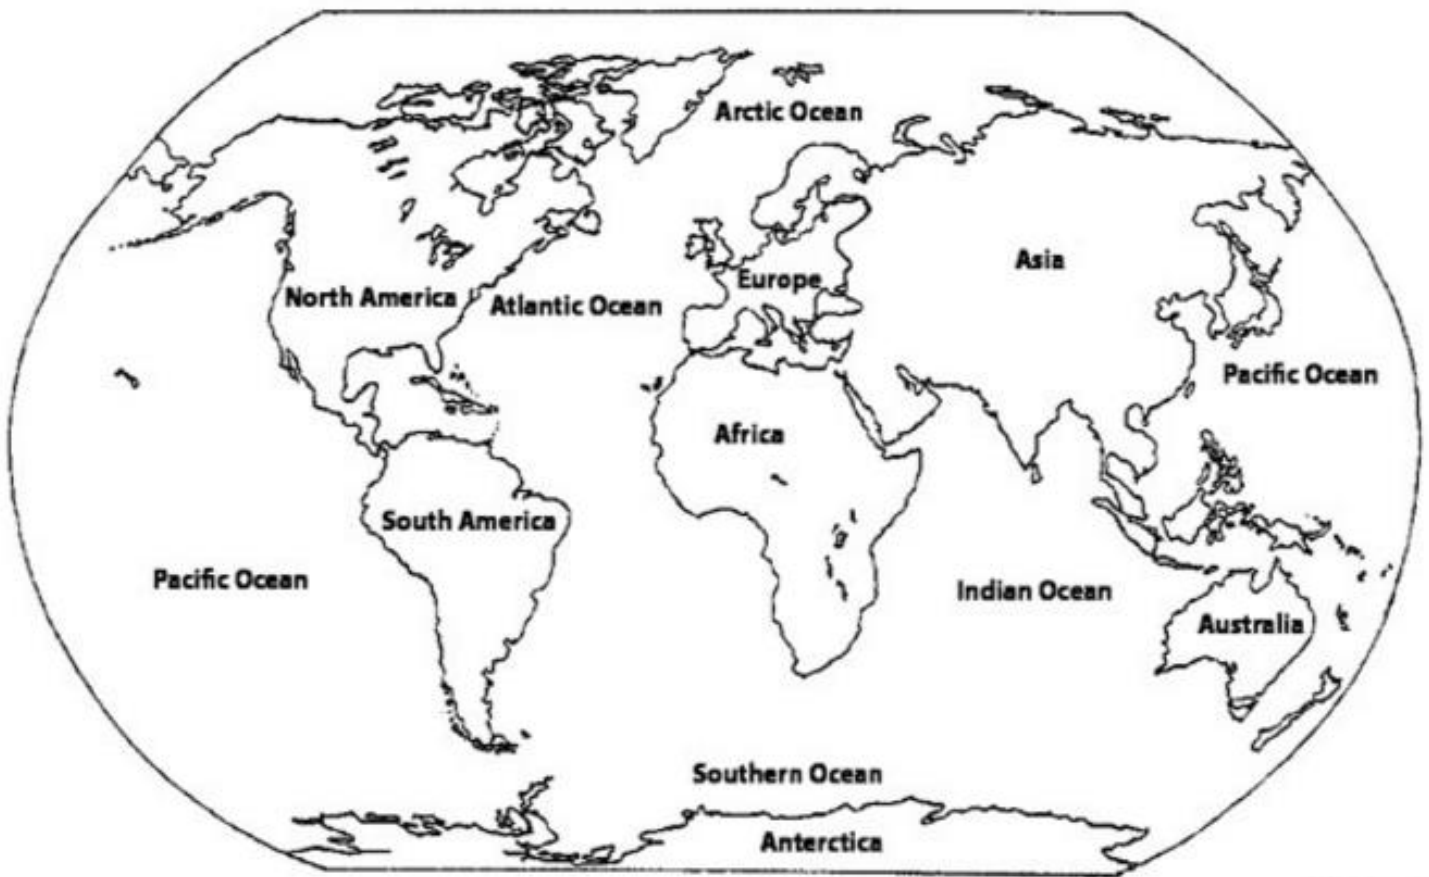 Arctic Ocean
Asia
Europe
North America
Atlantic Ocean
Pacific Ocean
Africa
South America
Pacific Ocean
Indian Ocean
Australia
Southern Ocean
Anterctica